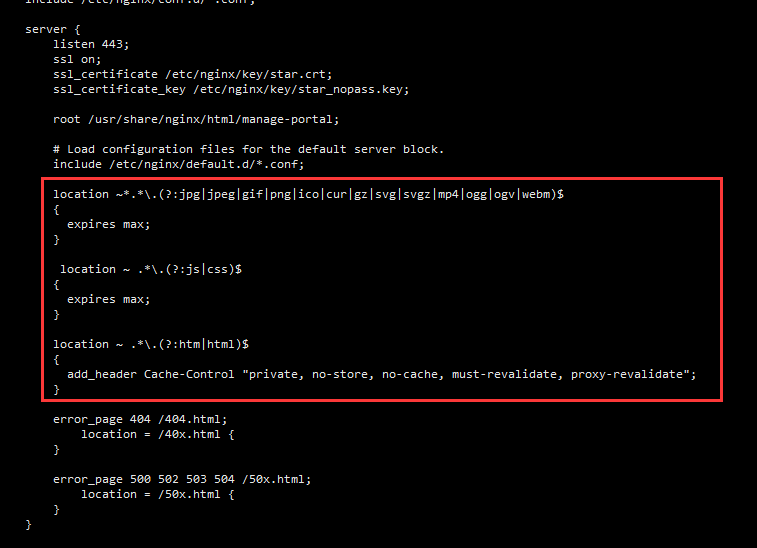 include /etc/nginx/conf.d/*.conf;
server {
listen 443;
ssl on;
ssl_certificate /etc/nginx/key/star.crt;
ssl_certificate_key /etc/nginx/key/star_nopass.key;
root /usr/share/nginx/html/manage-portal;
# Load configuration files for the default server block.
include /etc/nginx/default.d/*.conf;
location ~*.*\.(?:jpg|jpeg|gif|png|ico|cur|gz|svg|svgz|mp4|ogg|ogv|webm)$
{
expires max;
}
location ~ .*\.(?:js|css)$
{
expires max;
}
location ~ .*\.(?:htm|html)$
{
add_header Cache-Control "private, no-store, no-cache, must-revalidate, proxy-revalidate";
}
error_page 404 /404.html;
location = /40x.html {
}
error_page 500 502 503 504 /50x.html;
location = /50x.html {
}
}